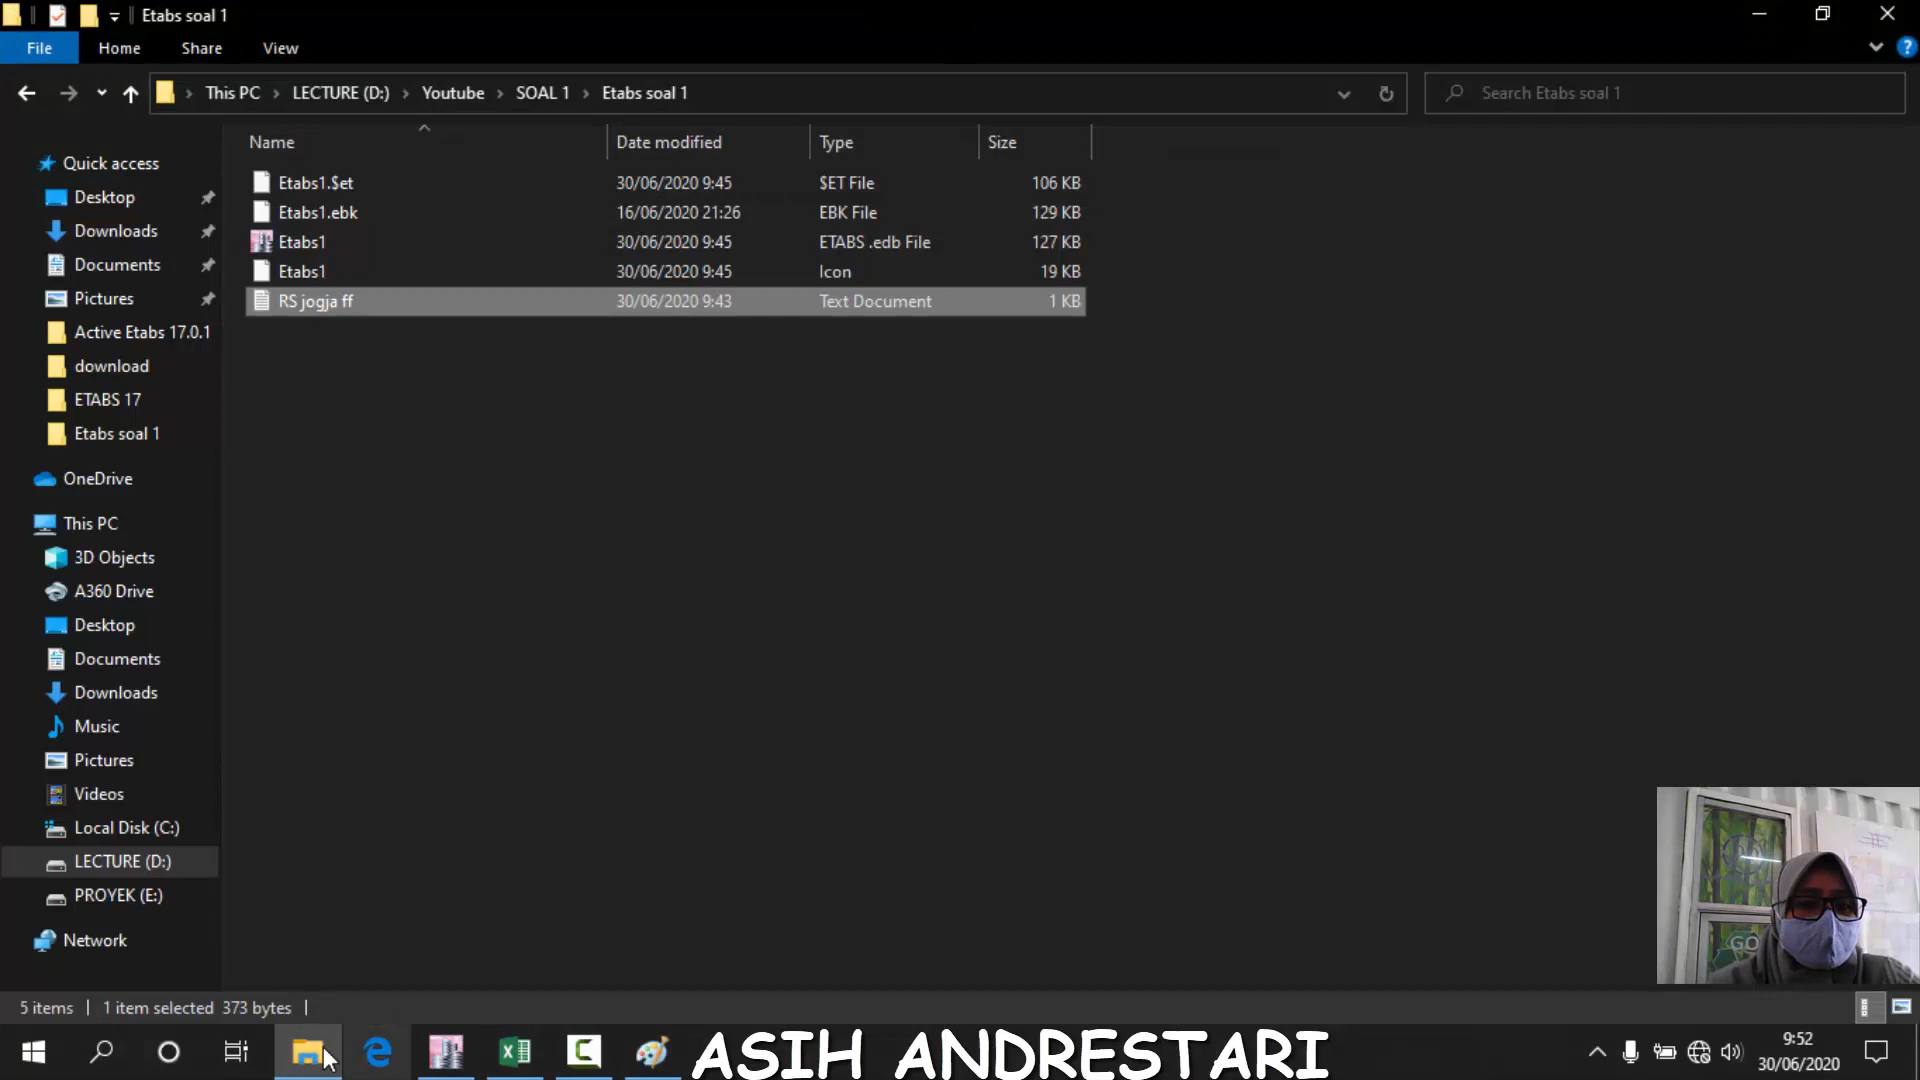 Etabs soal 1
File Home Share View
This PC LECTURE (D:) Youtube SOAL 1 Etabs soal 1
Search Etabs soal 1
Name Date modified Type Size
Etabs1.$et 30/06/2020 9:45 $ET File 106 KB
Etabs1.ebk 16/06/2020 21:26 EBK File 129 KB
Etabs1 30/06/2020 9:45 ETABS .edb File 127 KB
Etabs1 30/06/2020 9:45 Icon 19 KB
RS jogja ff 30/06/2020 9:43 Text Document 1 KB
Quick access
Desktop
Downloads
Documents
Pictures
Active Etabs 17.0.1
download
ETABS 17
Etabs soal 1
OneDrive
This PC
3D Objects
A360 Drive
Desktop
Documents
Downloads
Music
Pictures
Videos
Local Disk (C:)
LECTURE (D:)
PROYEK (E:)
Network
GO
5 items 1 item selected 373 bytes
ASIH ANDRESTARI
9:52
30/06/2020